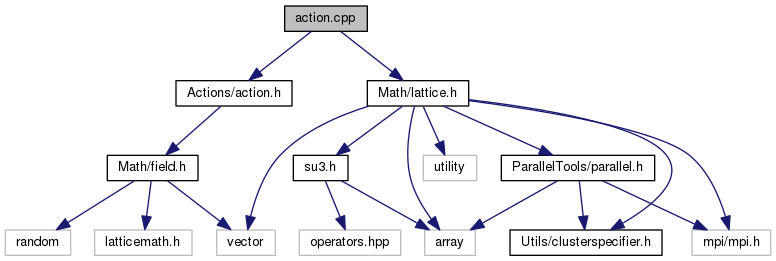 action.cpp
Actions/action.h
Math/lattice.h
Math/field.h
su3.h
utility
ParallelTools/parallel.h
random
latticemath.h
vector
operators.hpp
array
Utils/clusterspecifier.h
mpi/mpi.h